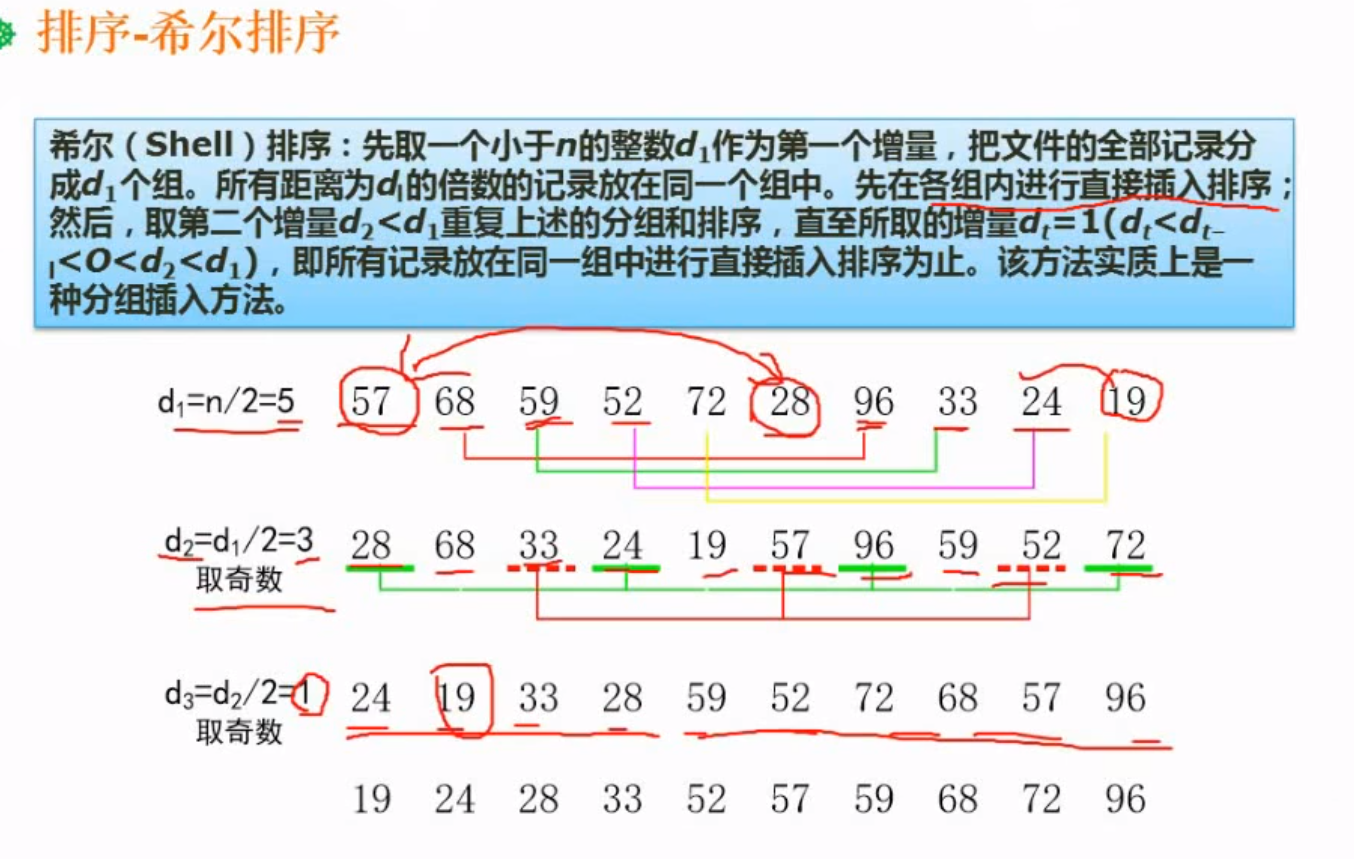 排序-希尔排序
希尔（Shell）排序：先取一个小于n的整数d1作为第一个增量，把文件的全部记录分
成d1个组。所有距离为dl的倍数的记录放在同一个组中。先在各组内进行直接插入排序；
然后，取第二个增量d2<d1重复上述的分组和排序，直至所取的增量dt=1(dt<dt-
l<O<d2<d1)，即所有记录放在同一组中进行直接插入排序为止。该方法实质上是一
种分组插入方法。
d1=n/2=5 57 68 59 52 72 28 96 33 24 19
d2=d1/2=3 28 68 33 24 19 57 96 59 52 72
取奇数
d3=d2/2=1 24 19 33 28 59 52 72 68 57 96
取奇数
19 24 28 33 52 57 59 68 72 96